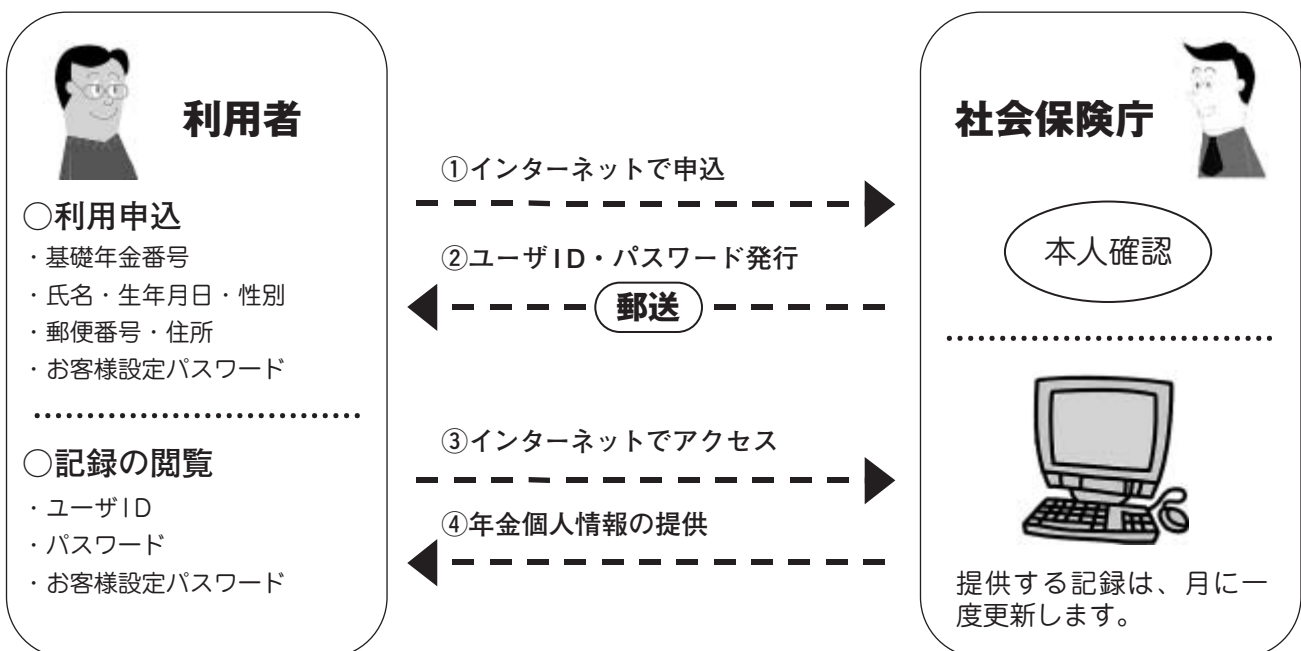 利用者
○利用申込
・基礎年金番号
・氏名・生年月日・性別
・郵便番号・住所
・お客様設定パスワード
○記録の閲覧
・ユーザID
・パスワード
・お客様設定パスワード
①インターネットで申込
②ユーザID・パスワード発行
郵送
③インターネットでアクセス
④年金個人情報の提供
社会保険庁
本人確認
提供する記録は、月に一
度更新します。